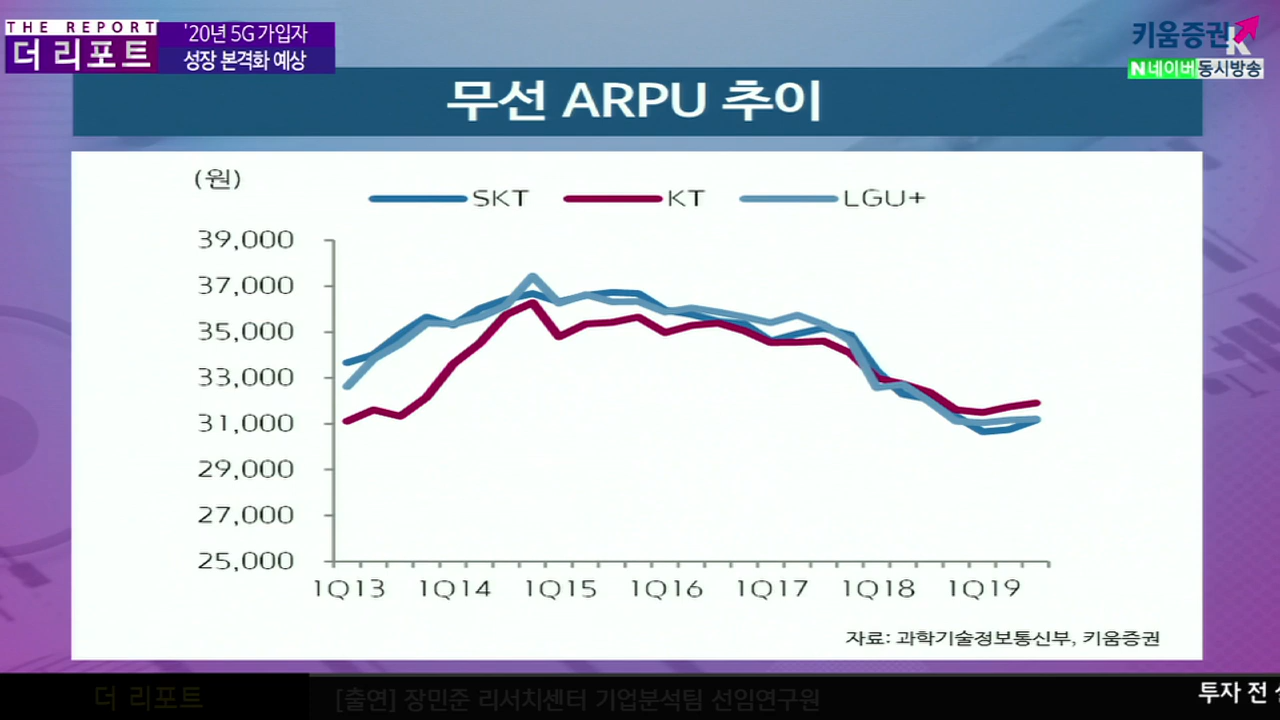 THE REPORT
더 리포트
'20년 5G 가입자
성장 본격화 예상
키움증권
N 네이버 동시방송
무선 ARPU 추이
(원)
SKT KT LGU+
39,000
37,000
35,000
33,000
31,000
29,000
27,000
25,000
1Q13 1Q14 1Q15 1Q16 1Q17 1Q18 1Q19
자료: 과학기술정보통신부, 키움증권
더 리포트
[출연] 장민준 리서치센터 기업분석팀 선임연구원
투자 전